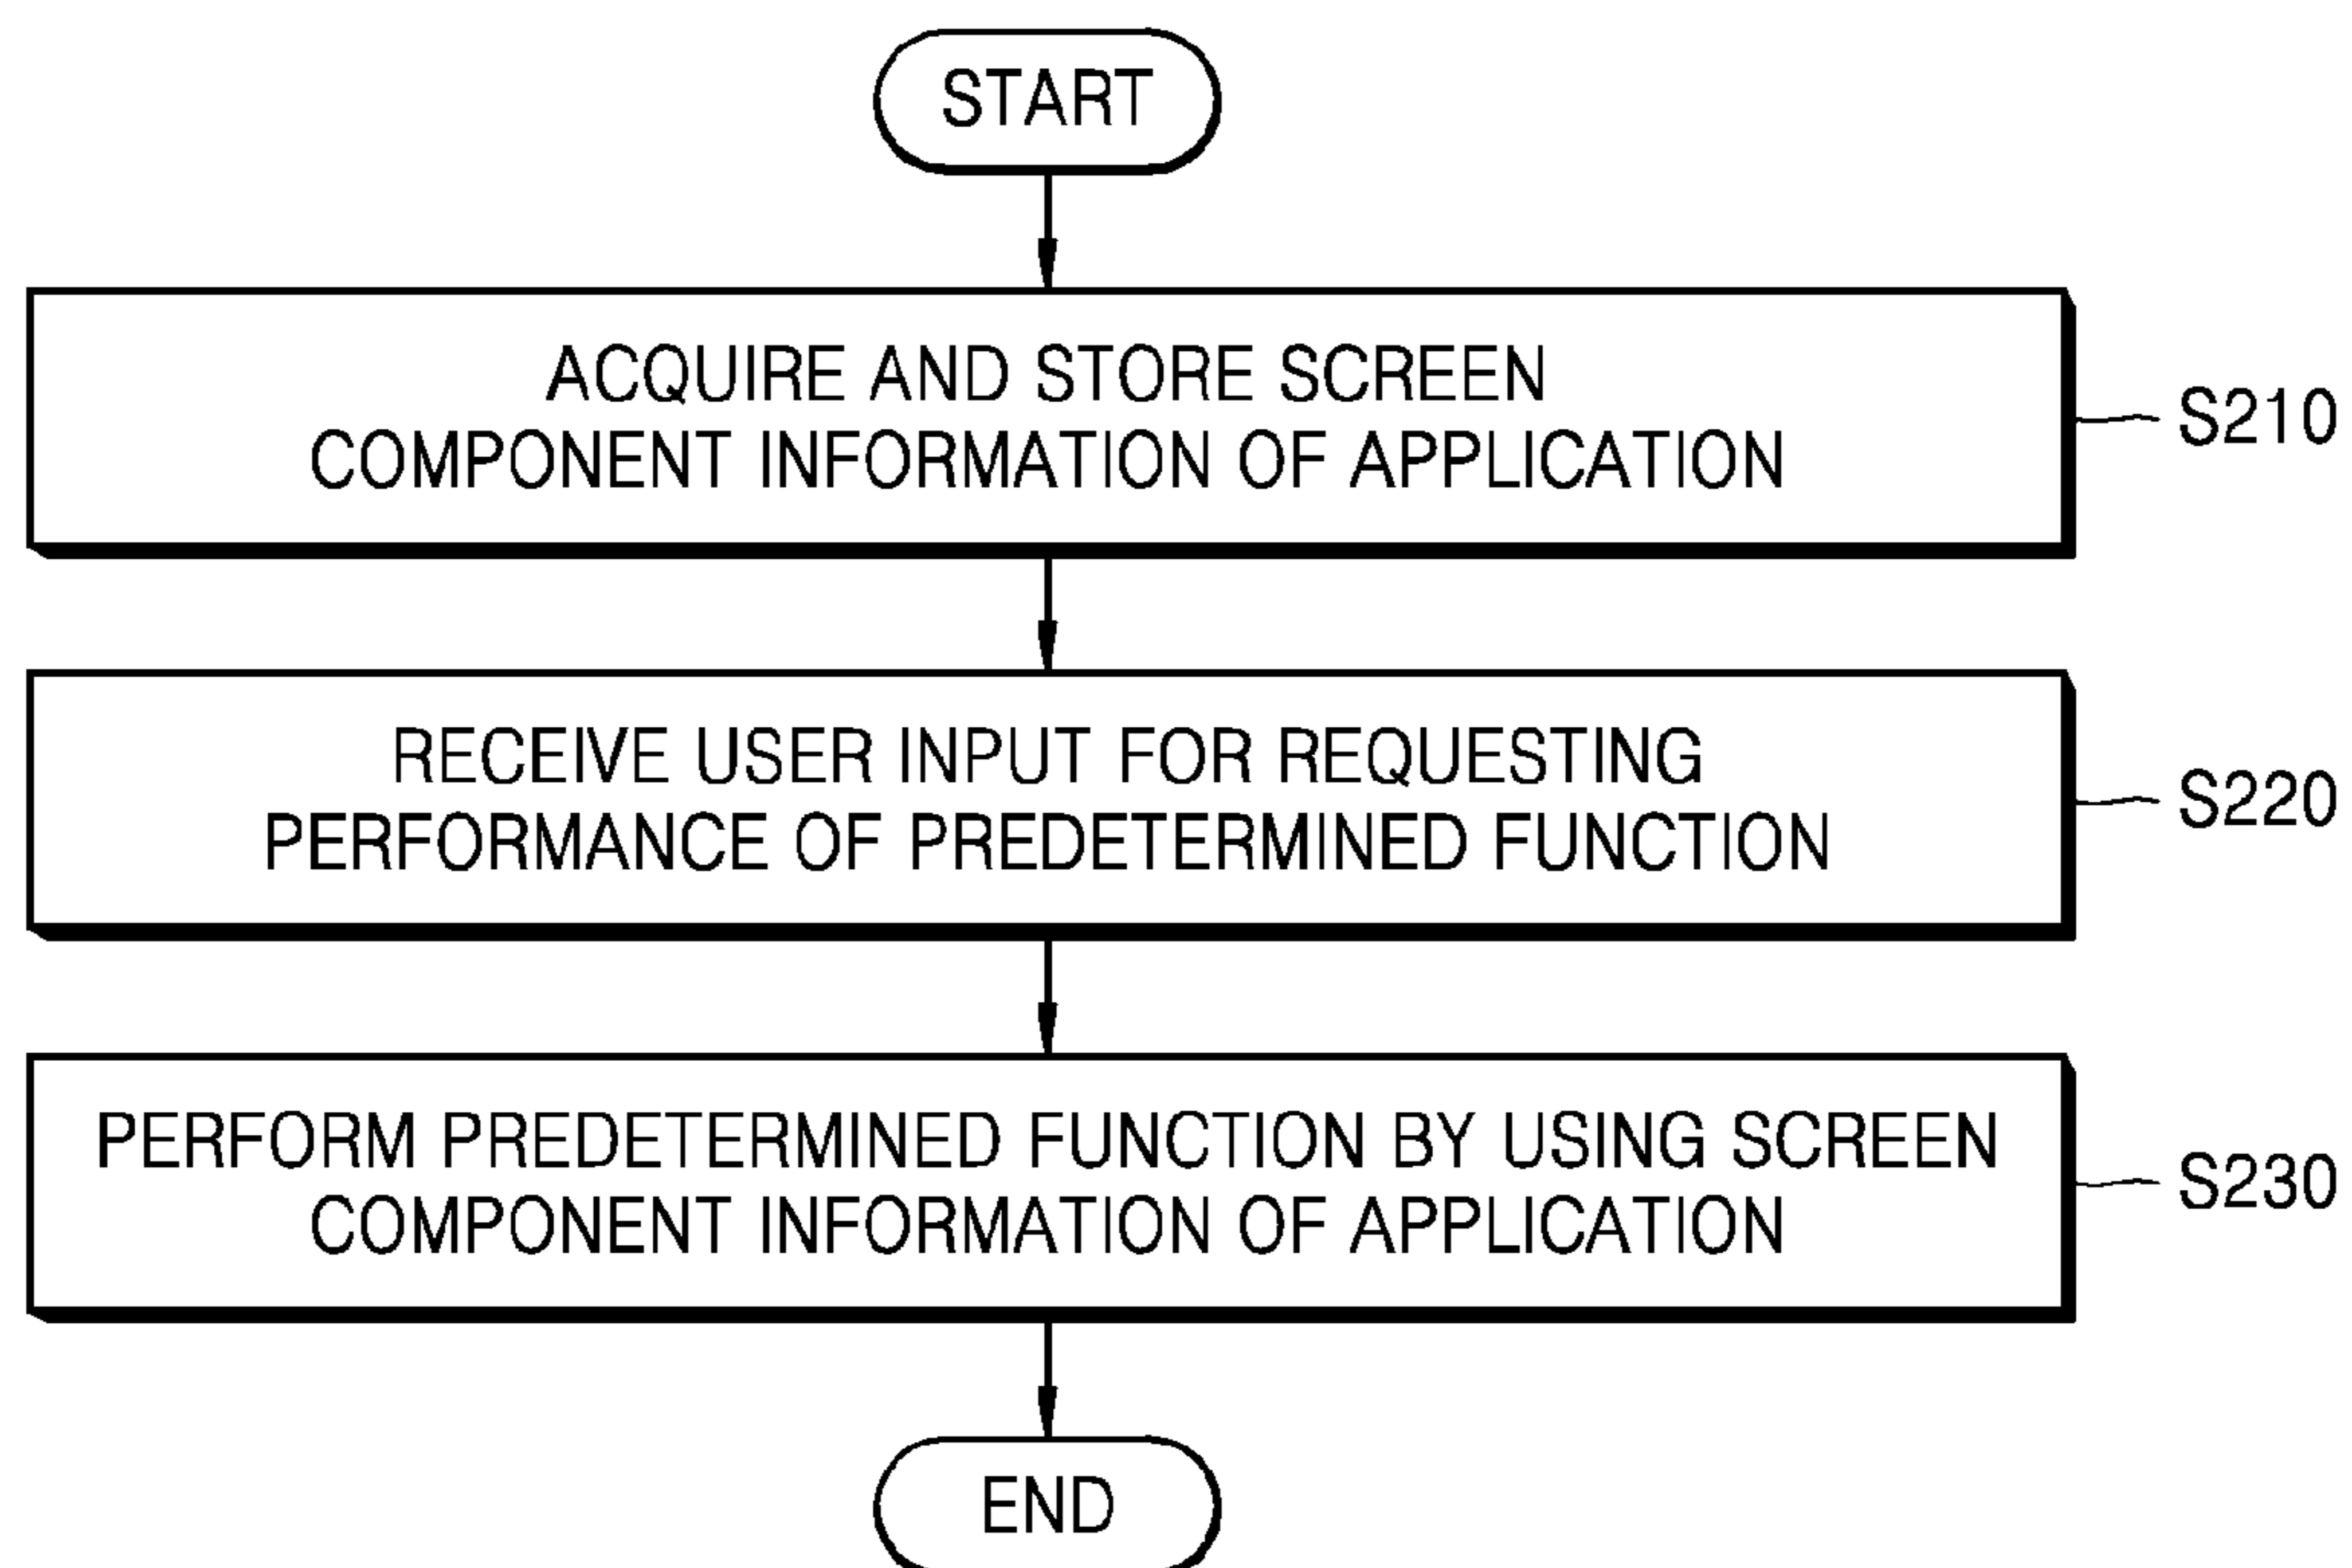 START
ACQUIRE AND STORE SCREEN
COMPONENT INFORMATION OF APPLICATION
S210
RECEIVE USER INPUT FOR REQUESTING
PERFORMANCE OF PREDETERMINED FUNCTION
S220
PERFORM PREDETERMINED FUNCTION BY USING SCREEN
COMPONENT INFORMATION OF APPLICATION
S230
END